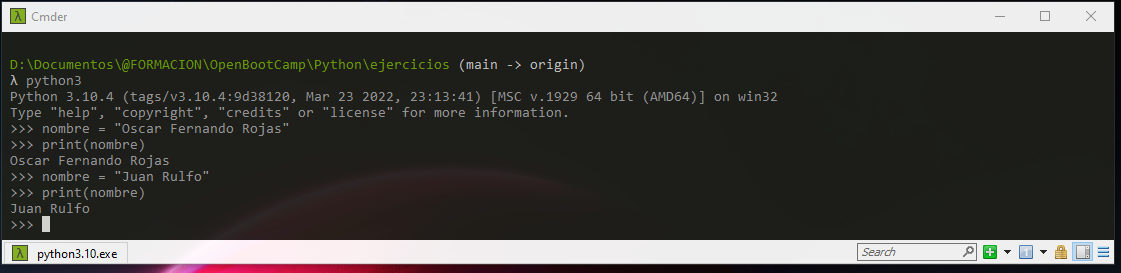 Cmder
D:\Documentos\@FORMACION\OpenBootCamp\Python\ejercicios (main -> origin)
λ python3
Python 3.10.4 (tags/v3.10.4:9d38120, Mar 23 2022, 23:13:41) [MSC v.1929 64 bit (AMD64)] on win32
Type "help", "copyright", "credits" or "license" for more information.
>>> nombre = "Oscar Fernando Rojas"
>>> print(nombre)
Oscar Fernando Rojas
>>> nombre = "Juan Rulfo"
>>> print(nombre)
Juan Rulfo
>>>
python3.10.exe
Search